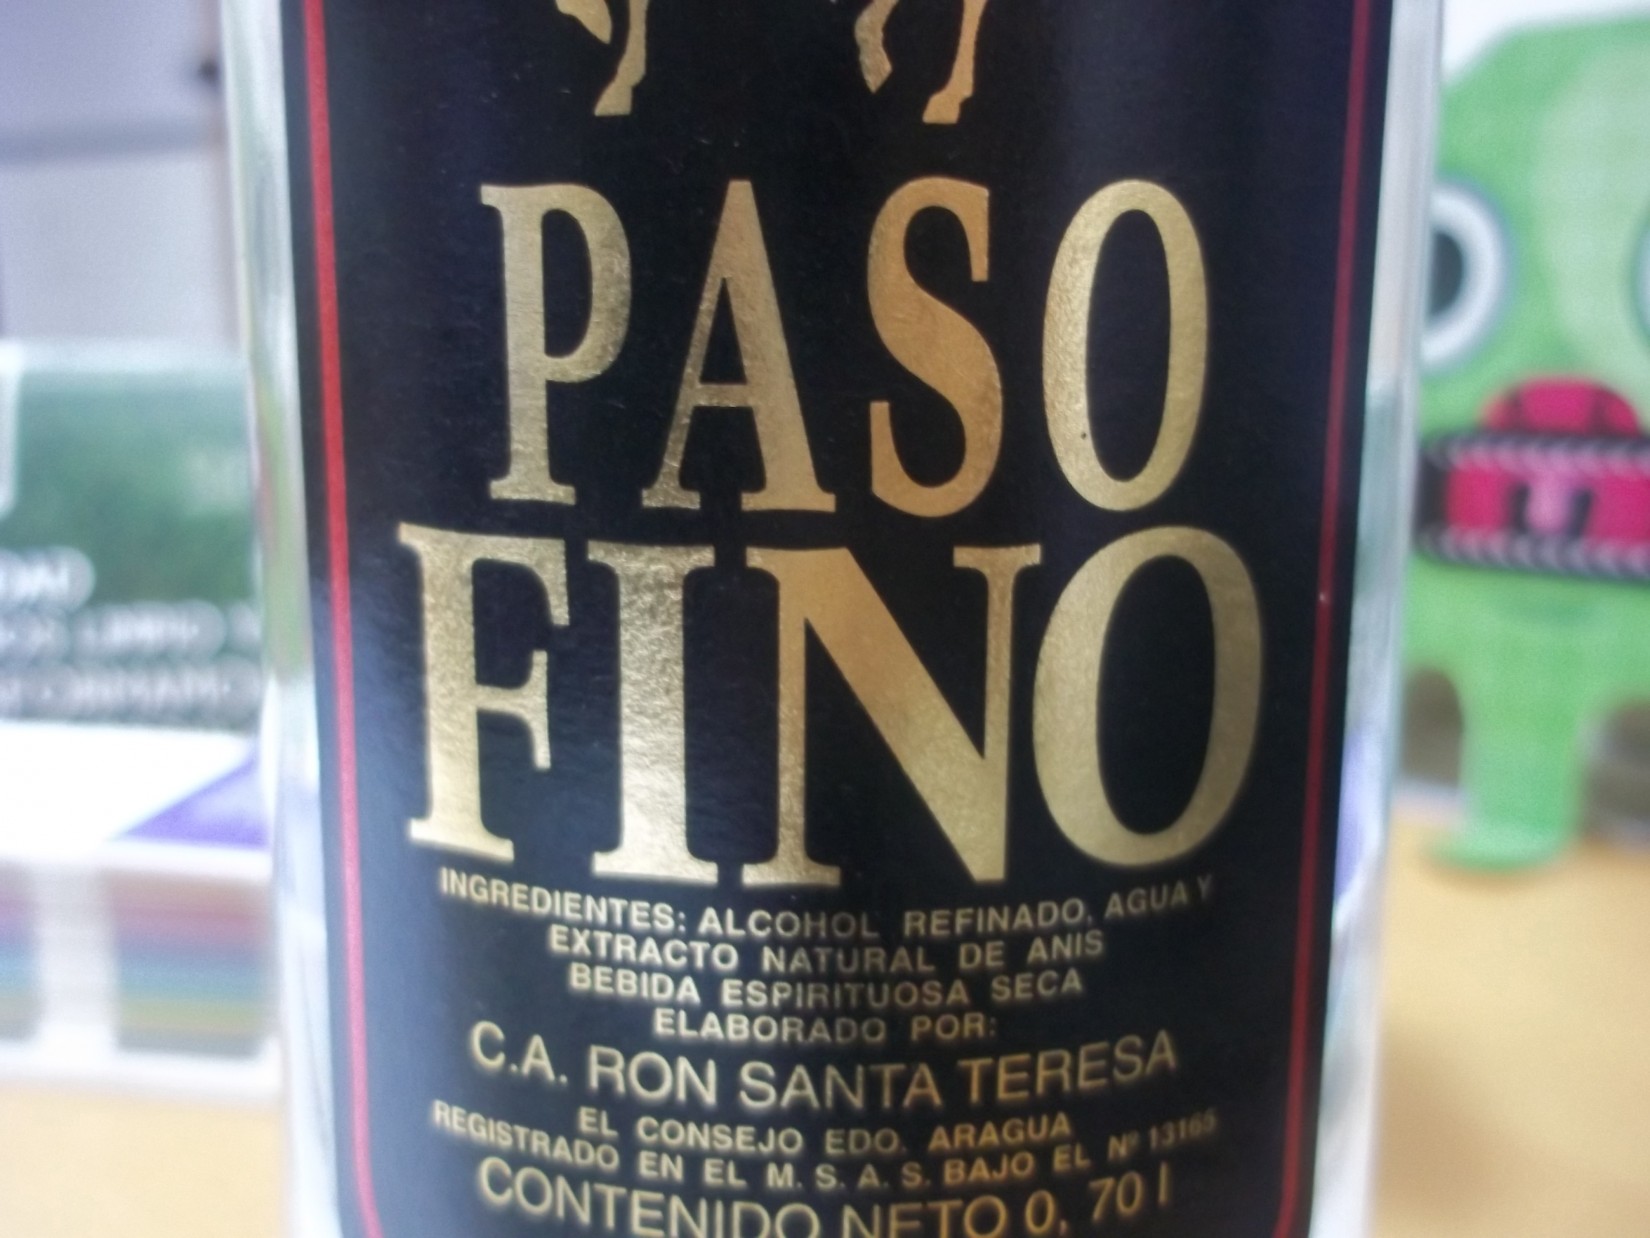 PASO
FINO
INGREDIENTES: ALCOHOL REFINADO, AGUA Y
EXTRACTO NATURAL DE ANIS
BEBIDA ESPIRITUOSA SECA
ELABORADO POR:
C.A. RON SANTA TERESA
EL CONSEJO EDO. ARAGUA
REGISTRADO EN EL M.S.A.S. BAJO EL Nº 13165
CONTENIDO NETO 0,70 l